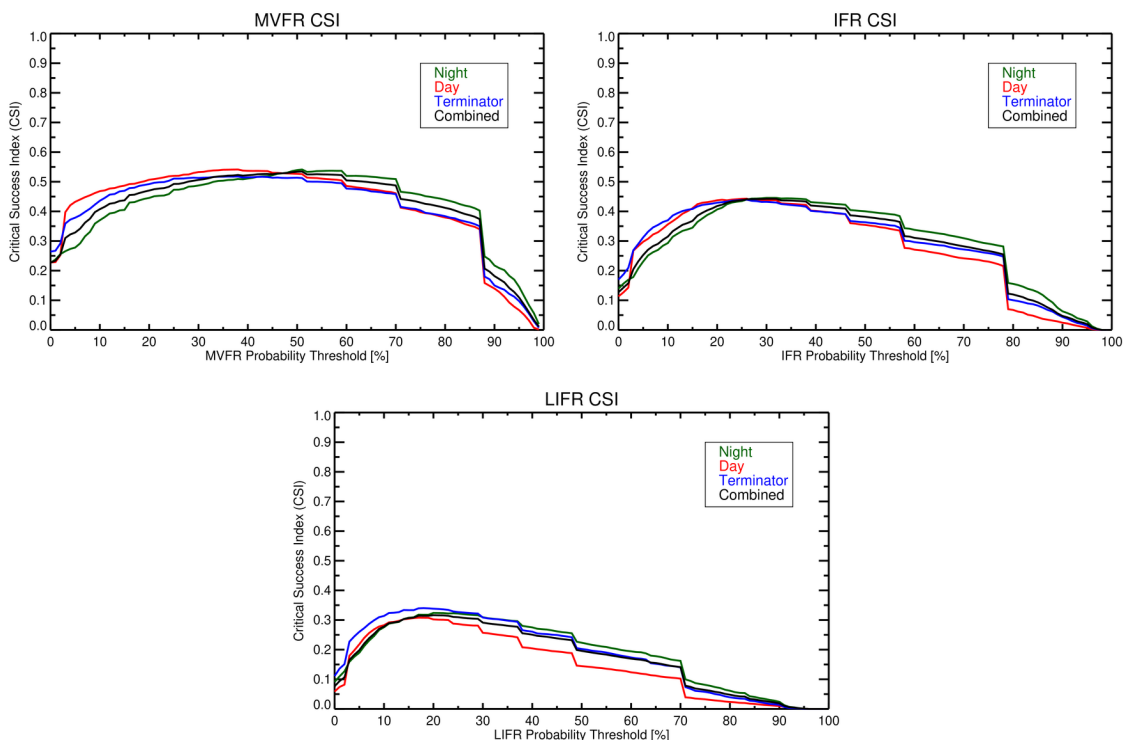 MVFR CSI
Critical Success Index (CSI)
1.0
0.9
0.8
0.7
0.6
0.5
0.4
0.3
0.2
0.1
0.0
Night
Day
Terminator
Combined
0 10 20 30 40 50 60 70 80 90 100
MVFR Probability Threshold [%]
IFR CSI
Critical Success Index (CSI)
1.0
0.9
0.8
0.7
0.6
0.5
0.4
0.3
0.2
0.1
0.0
Night
Day
Terminator
Combined
0 10 20 30 40 50 60 70 80 90 100
IFR Probability Threshold [%]
LIFR CSI
Critical Success Index (CSI)
1.0
0.9
0.8
0.7
0.6
0.5
0.4
0.3
0.2
0.1
0.0
Night
Day
Terminator
Combined
0 10 20 30 40 50 60 70 80 90 100
LIFR Probability Threshold [%]